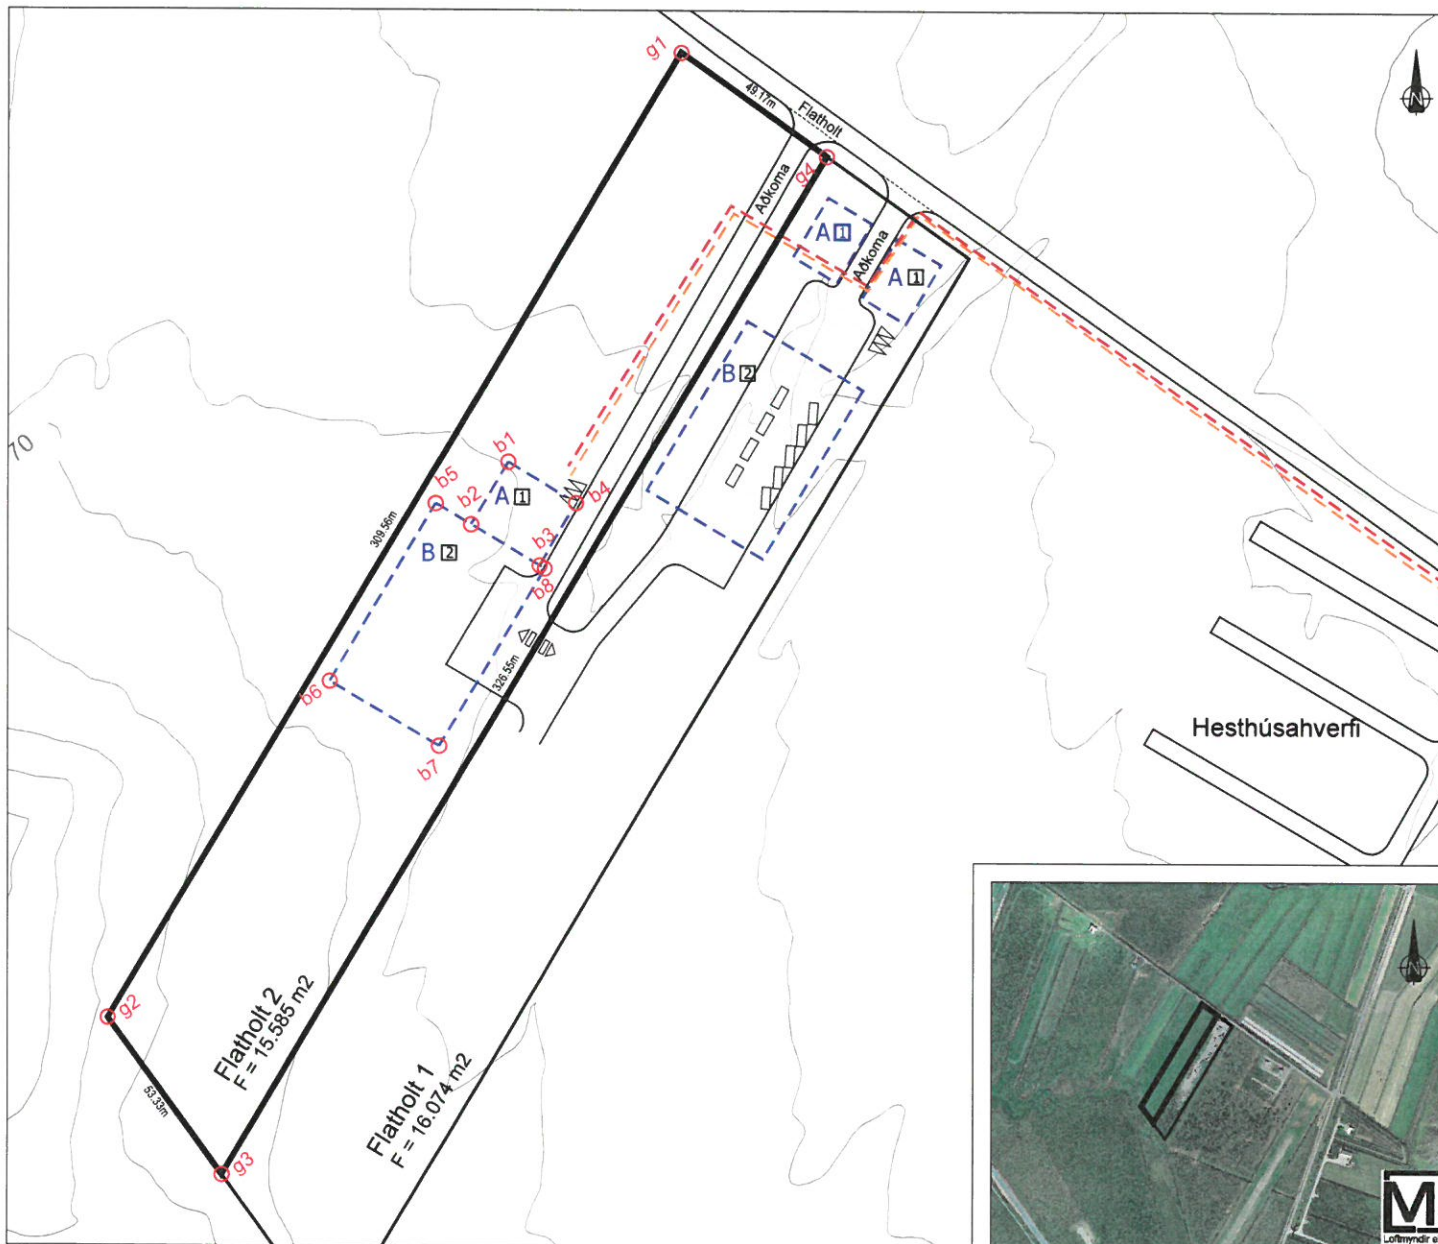 g1
49.17m
Flatholt
g4
Aðkoma
Aðkoma
N
A 1
A 1
B 2
70
b1
b5
b2
A 1
b4
309.56m
B 2
b3
b8
b6
326.55m
b7
Hesthúsahverfi
g2
Flatholt 2
F = 15.585 m2
53.33m
Flatholt 1
F = 16.074 m2
g3
N
M
Loftmyndir e